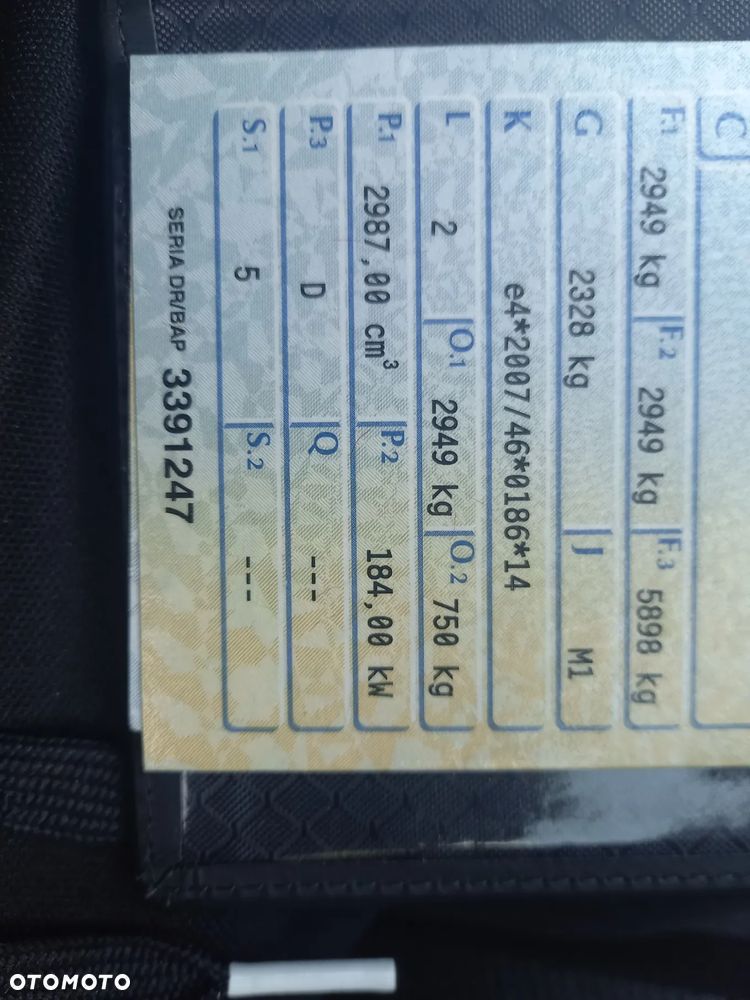 C
F.1 2949 kg F.2 2949 kg F.3 5898 kg
G 2328 kg J M1
K e4*2007/46*0186*14
L 2 O.1 2949 kg O.2 750 kg
P.1 2987,00 cm³ P.2 184,00 kW
P.3 D Q ---
S.1 5 S.2 ---
SERIA DR/BAP 3391247
OTOMOTO